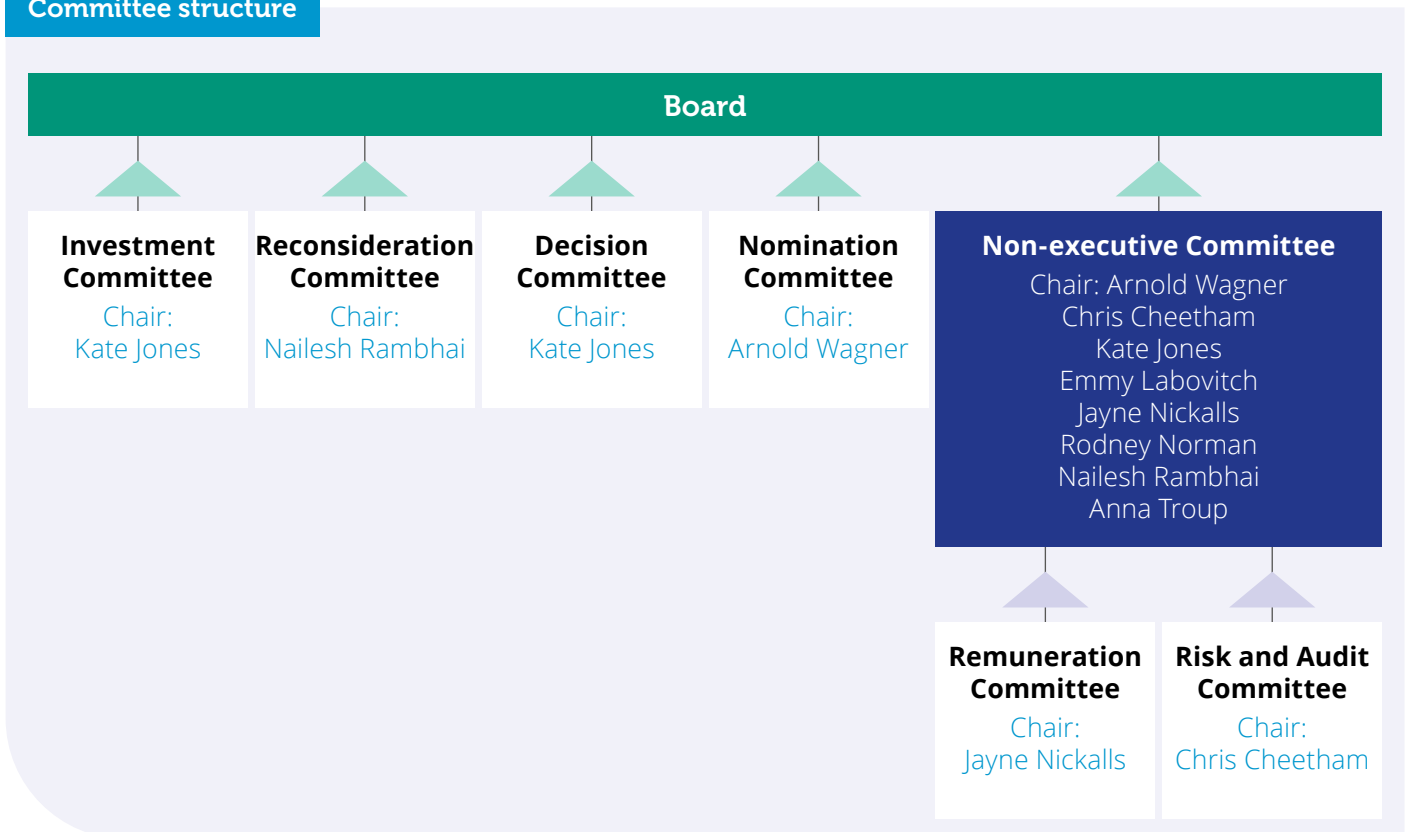 Committee structure
Board
Investment
Committee
Chair:
Kate Jones
Reconsideration
Committee
Chair:
Nailesh Rambhai
Decision
Committee
Chair:
Kate Jones
Nomination
Committee
Chair:
Arnold Wagner
Non-executive Committee
Chair: Arnold Wagner
Chris Cheetham
Kate Jones
Emmy Labovitch
Jayne Nickalls
Rodney Norman
Nailesh Rambhai
Anna Troup
Remuneration
Committee
Chair:
Jayne Nickalls
Risk and Audit
Committee
Chair:
Chris Cheetham